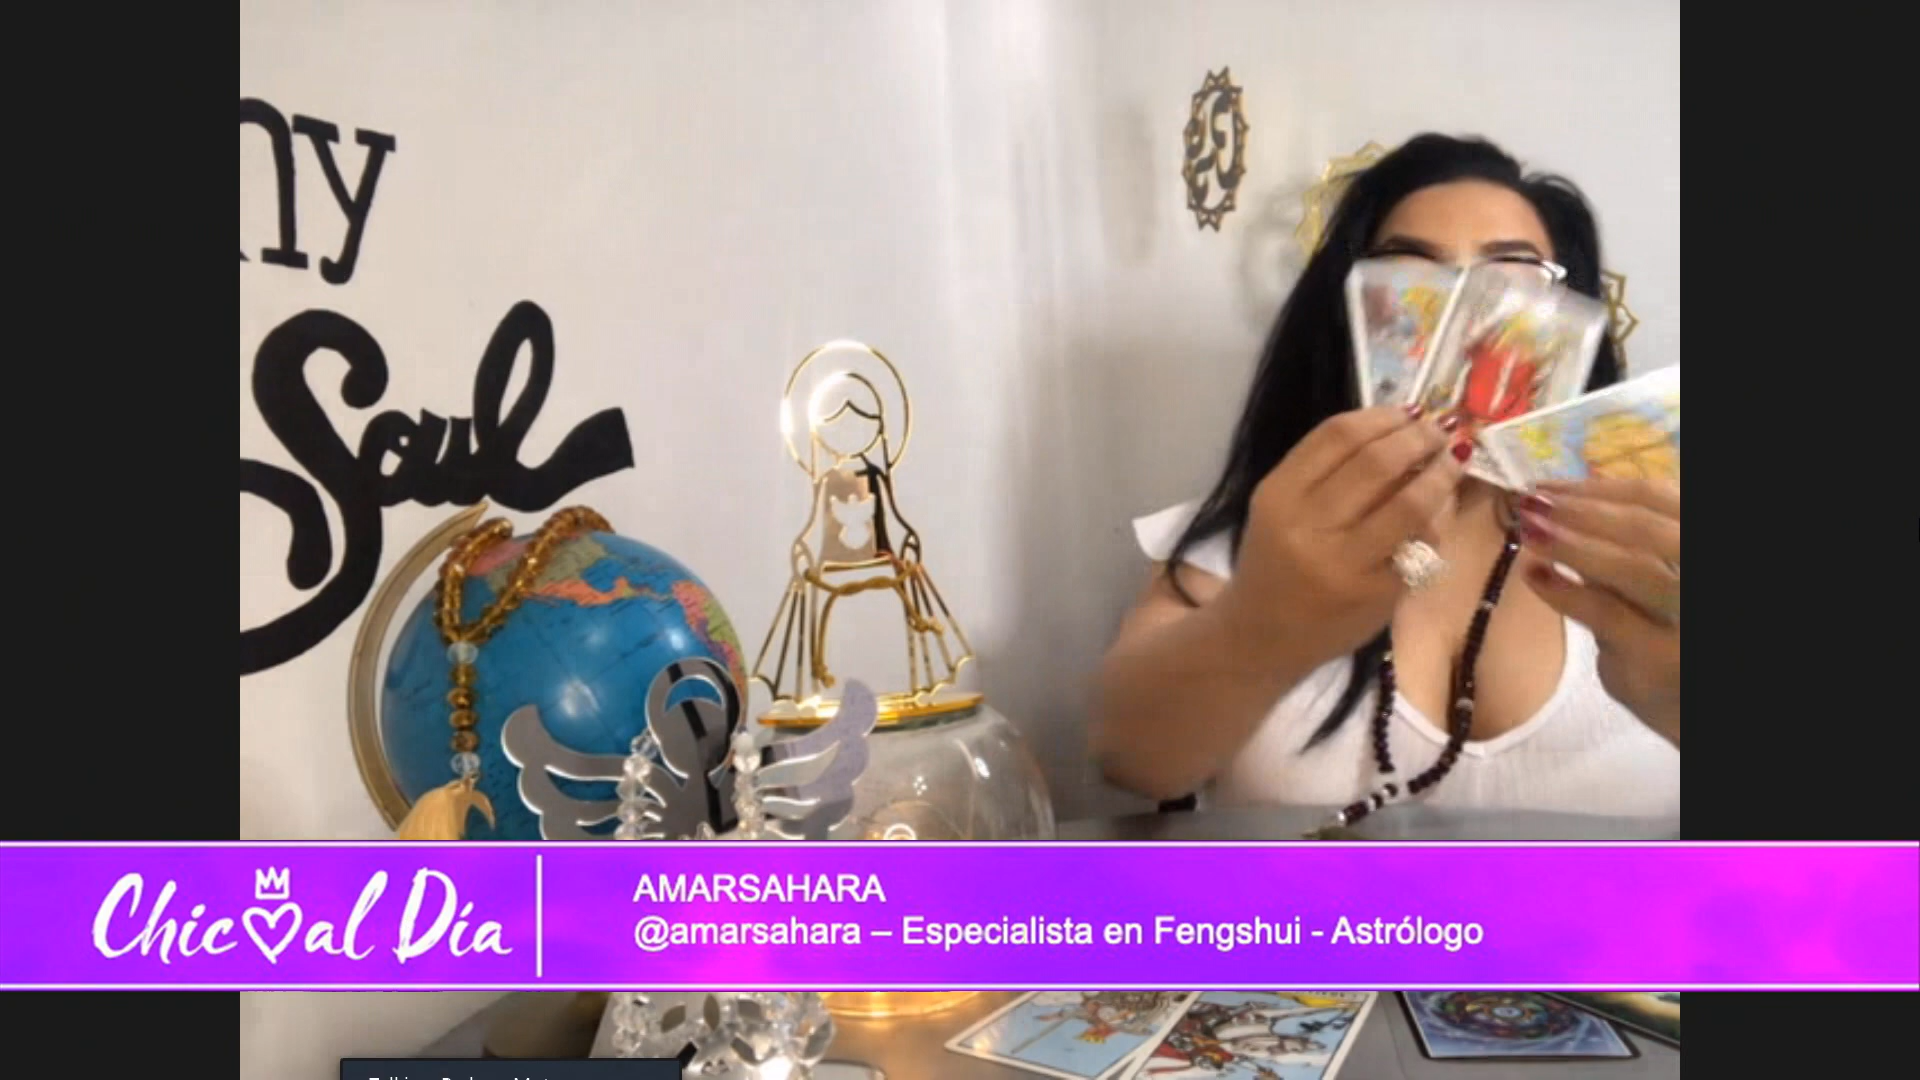 my
Soul
Chic al Día
AMARSAHARA
@amarsahara – Especialista en Fengshui - Astrólogo